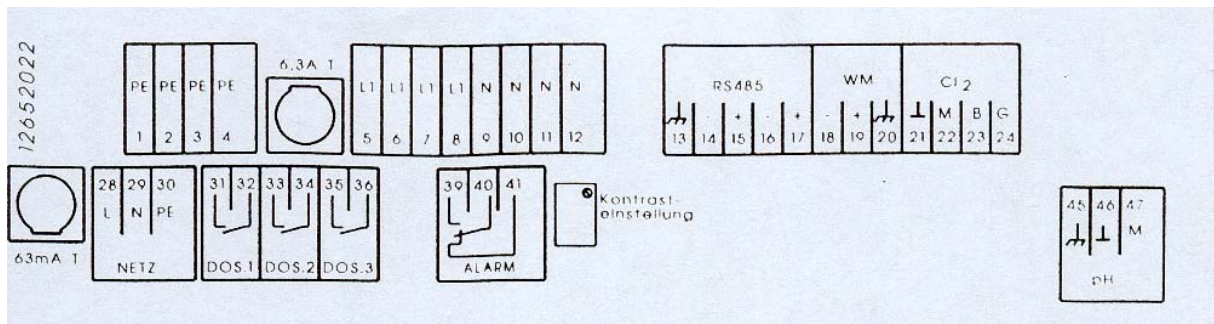 12652022
PE PE PE PE
1 2 3 4
6,3A T
L1 L1 L1 L1 N N N N
5 6 7 8 9 10 11 12
RS485 WM Cl2
- + - + - + ⊥ M B G
13 14 15 16 17 18 19 20 21 22 23 24
63mA T
28 29 30
L N PE
NETZ
31 32 33 34 35 36
DOS.1 DOS.2 DOS.3
39 40 41
ALARM
Kontrast-
einstellung
45 46 47
⊥ M
pH